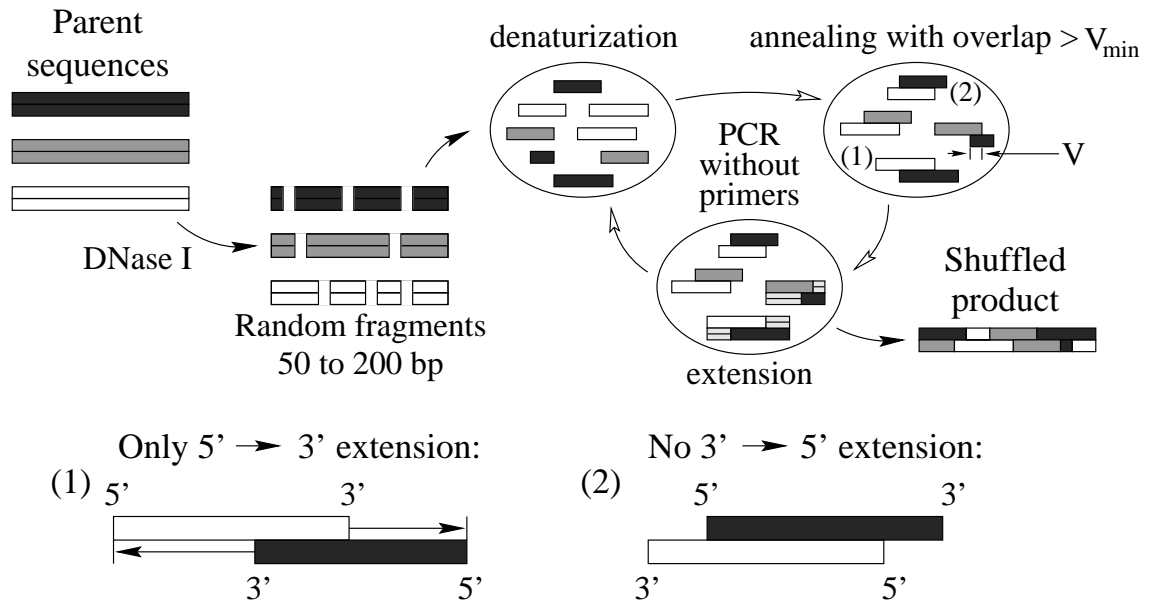 Parent
sequences
DNase I
Random fragments
50 to 200 bp
denaturization
annealing with overlap > Vmin
(2)
(1)
V
PCR
without
primers
extension
Shuffled
product
Only 5’ → 3’ extension:
(1)
5’ 3’
3’ 5’
No 3’ → 5’ extension:
(2)
5’ 3’
3’ 5’